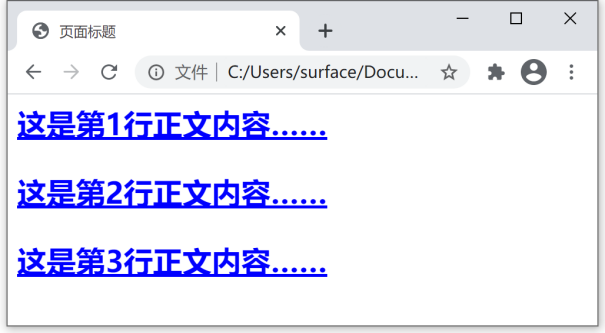 页面标题
文件 C:/Users/surface/Docu...
这是第1行正文内容……
这是第2行正文内容……
这是第3行正文内容……